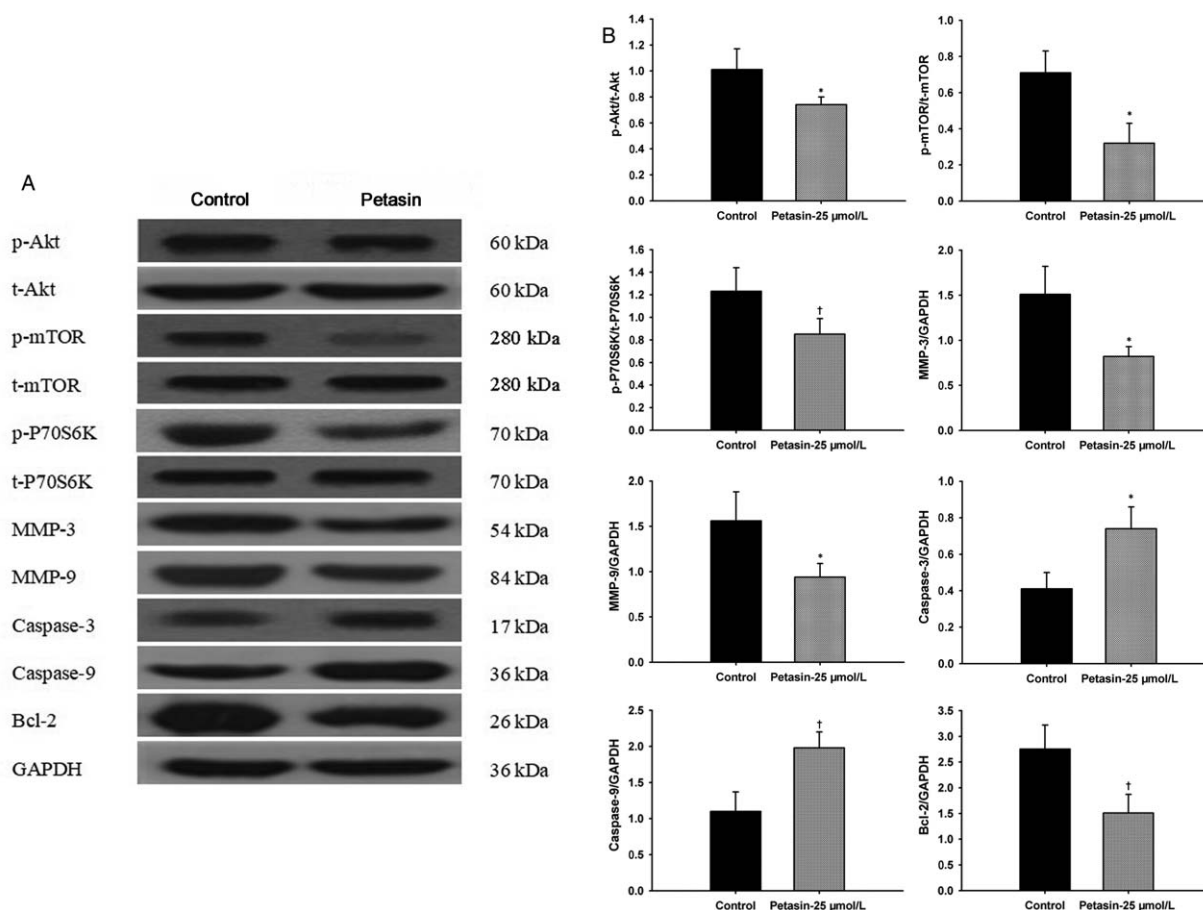 A
Control Petasin
p-Akt 60 kDa
t-Akt 60 kDa
p-mTOR 280 kDa
t-mTOR 280 kDa
p-P70S6K 70 kDa
t-P70S6K 70 kDa
MMP-3 54 kDa
MMP-9 84 kDa
Caspase-3 17 kDa
Caspase-9 36 kDa
Bcl-2 26 kDa
GAPDH 36 kDa
B
p-Akt/t-Akt
1.4
1.2
1.0
0.8
0.6
0.4
0.2
0.0
*
Control Petasin-25 µmol/L
p-mTOR/t-mTOR
1.0
0.8
0.6
0.4
0.2
0.0
*
Control Petasin-25 µmol/L
p-P70S6K/t-P70S6K
1.6
1.4
1.2
1.0
0.8
0.6
0.4
0.2
0.0
†
Control Petasin-25 µmol/L
MMP-3/GAPDH
2.0
1.5
1.0
0.5
0.0
*
Control Petasin-25 µmol/L
MMP-9/GAPDH
2.0
1.5
1.0
0.5
0.0
*
Control Petasin-25 µmol/L
Caspase-3/GAPDH
1.0
0.8
0.6
0.4
0.2
0.0
*
Control Petasin-25 µmol/L
Caspase-9/GAPDH
2.5
2.0
1.5
1.0
0.5
0.0
†
Control Petasin-25 µmol/L
Bcl-2/GAPDH
3.5
3.0
2.5
2.0
1.5
1.0
0.5
0.0
†
Control Petasin-25 µmol/L